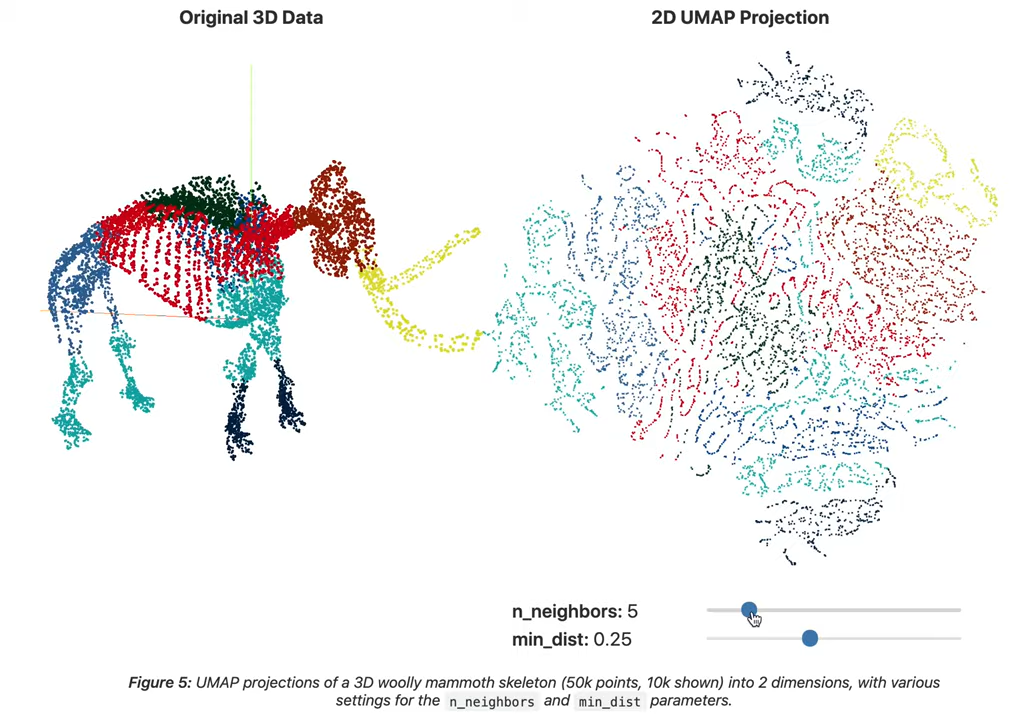 Original 3D Data
2D UMAP Projection
n_neighbors: 5
min_dist: 0.25
Figure 5: UMAP projections of a 3D woolly mammoth skeleton (50k points, 10k shown) into 2 dimensions, with various
settings for the n_neighbors and min_dist parameters.